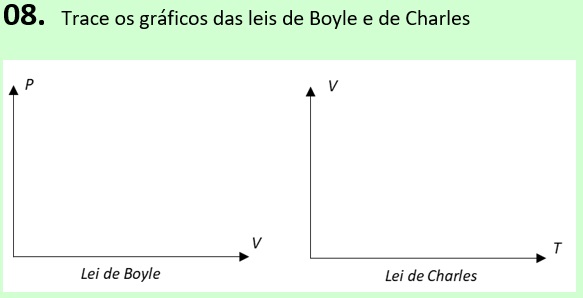 08. Trace os gráficos das leis de Boyle e de Charles
P
V
Lei de Boyle
V
T
Lei de Charles